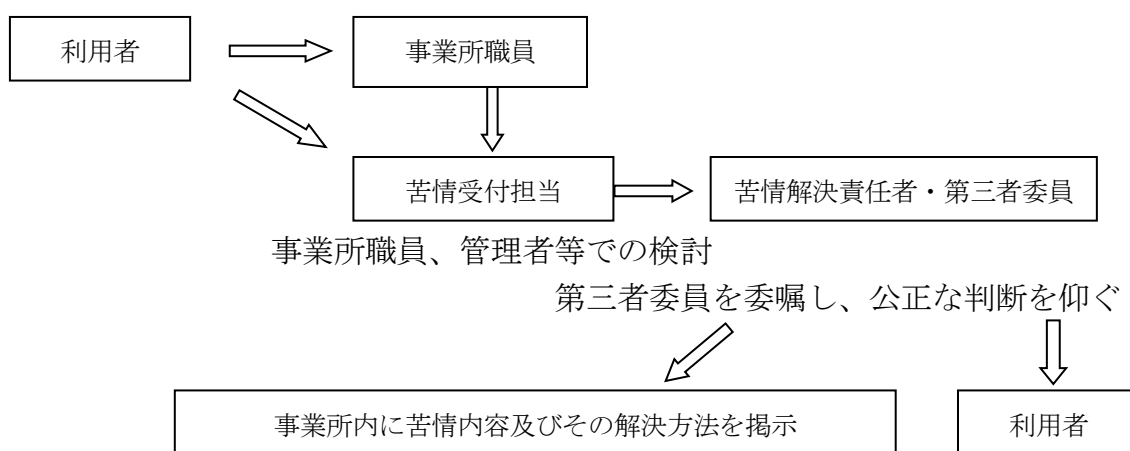 利用者
事業所職員
苦情受付担当
苦情解決責任者・第三者委員
事業所職員、管理者等での検討
第三者委員を委嘱し、公正な判断を仰ぐ
事業所内に苦情内容及びその解決方法を掲示
利用者